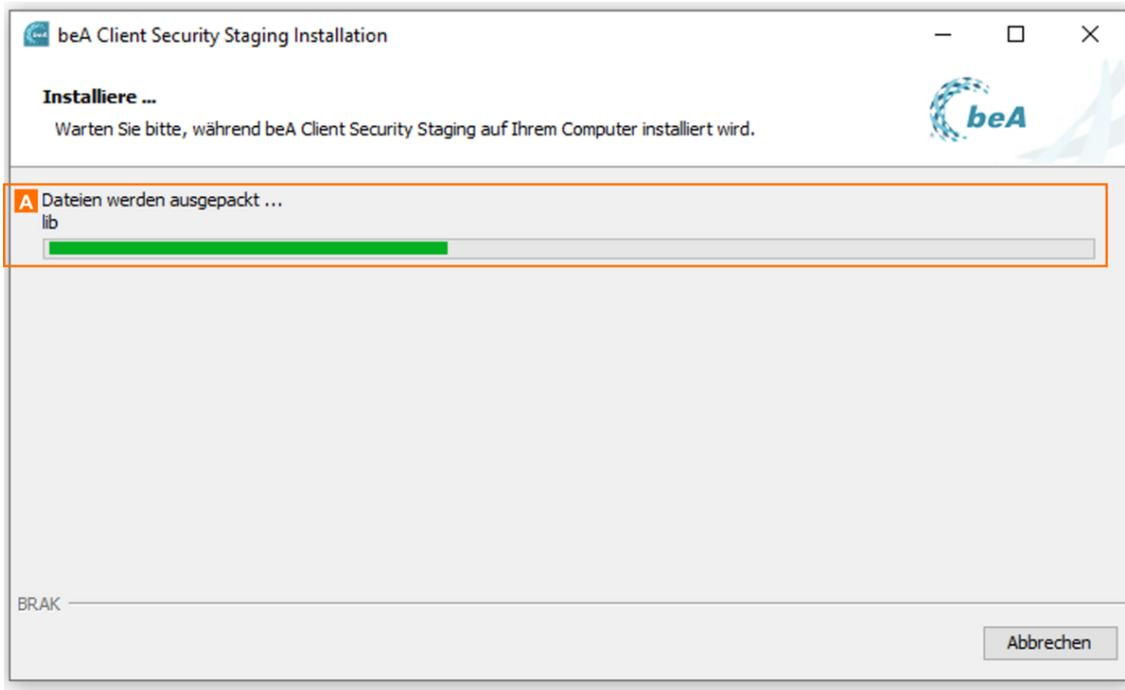 beA Client Security Staging Installation
Installiere ...
Warten Sie bitte, während beA Client Security Staging auf Ihrem Computer installiert wird.
beA
A Dateien werden ausgepackt ...
lib
BRAK
Abbrechen